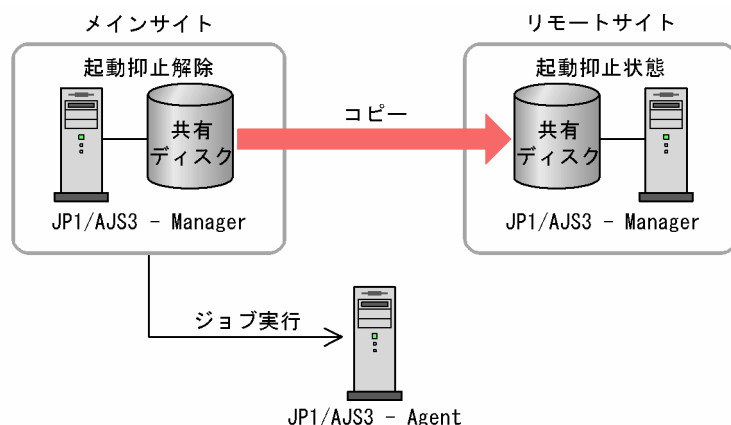 メインサイト
リモートサイト
起動抑止解除
起動抑止状態
コピー
共有
ディスク
共有
ディスク
JP1/AJS3 - Manager
JP1/AJS3 - Manager
ジョブ実行
JP1/AJS3 - Agent